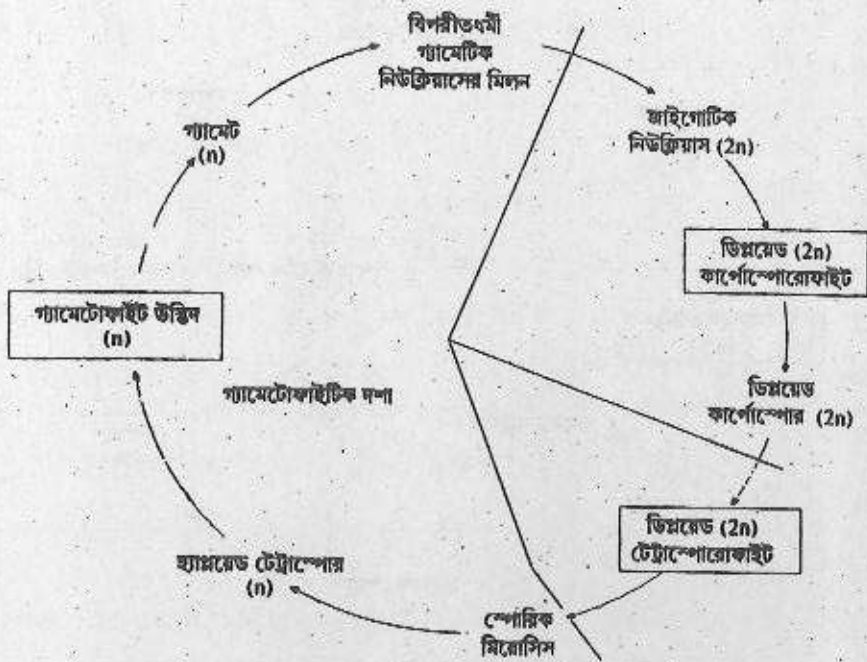 বিপরীতধর্মী
গ্যামেটিক
নিউক্লিয়াসের মিলন
জাইগোটিক
নিউক্লিয়াস (2n)
ডিপ্লয়েড (2n)
কার্পোস্পোরোফাইট
ডিপ্লয়েড
কার্পোস্পোর (2n)
ডিপ্লয়েড (2n)
টেট্রাস্পোরোফাইট
স্পোরিক
মিয়োসিস
হ্যাপ্লয়েড টেট্রাস্পোর
(n)
গ্যামেটোফাইট উদ্ভিদ
(n)
গ্যামেট
(n)
গ্যামেটোফাইটিক দশা